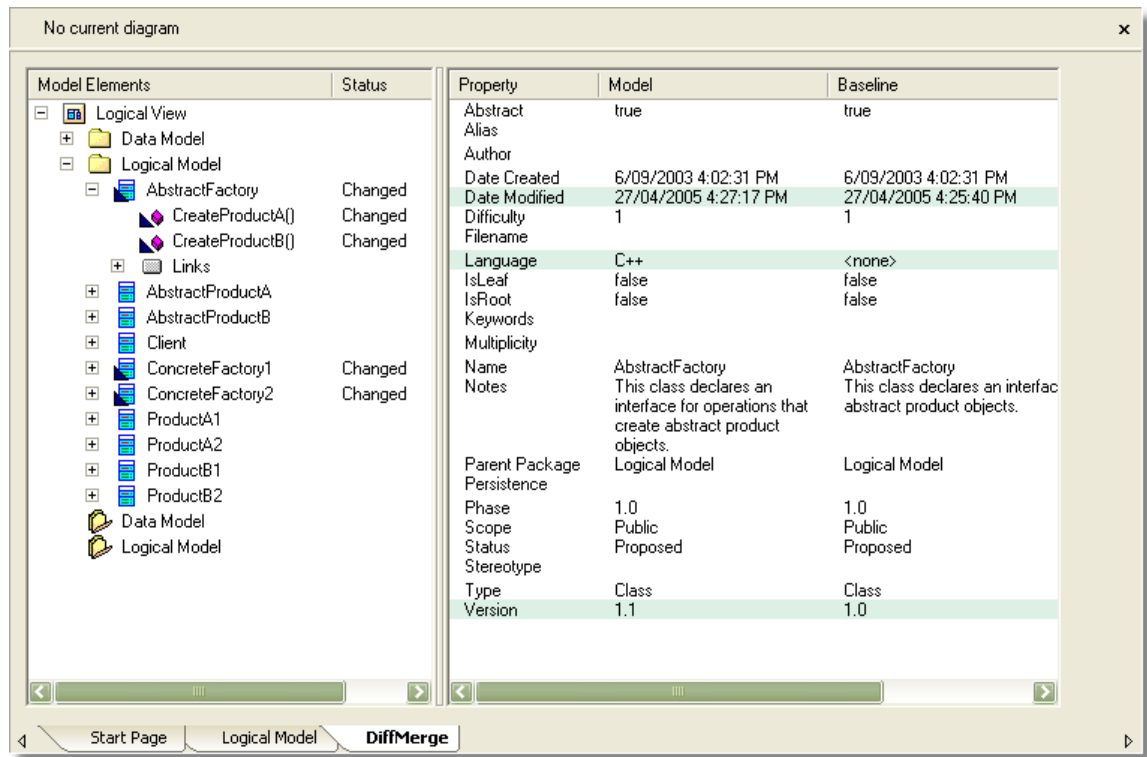 No current diagram
Model Elements Status
Logical View
Data Model
Logical Model
AbstractFactory Changed
CreateProductA() Changed
CreateProductB() Changed
Links
AbstractProductA
AbstractProductB
Client
ConcreteFactory1 Changed
ConcreteFactory2 Changed
ProductA1
ProductA2
ProductB1
ProductB2
Data Model
Logical Model
Property Model Baseline
Abstract true true
Alias
Author
Date Created 6/09/2003 4:02:31 PM 6/09/2003 4:02:31 PM
Date Modified 27/04/2005 4:27:17 PM 27/04/2005 4:25:40 PM
Difficulty 1 1
Filename
Language C++ <none>
IsLeaf false false
IsRoot false false
Keywords
Multiplicity
Name AbstractFactory AbstractFactory
Notes This class declares an This class declares an interfac
interface for operations that abstract product objects.
create abstract product
objects.
Parent Package Logical Model Logical Model
Persistence
Phase 1.0 1.0
Scope Public Public
Status Proposed Proposed
Stereotype
Type Class Class
Version 1.1 1.0
Start Page Logical Model DiffMerge